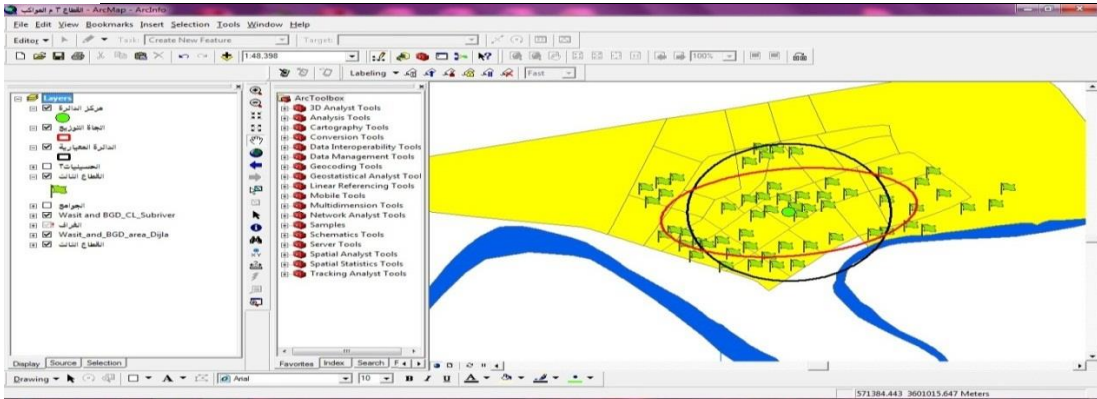 القطاع ٣ م المواكب - ArcMap - ArcInfo
File Edit View Bookmarks Insert Selection Tools Window Help
Editor Task: Create New Feature Target:
1:48,398 100%
Labeling Fast
Layers
مركز الدائرة
اتجاة التوزيع
الدائرة المعيارية
الحسينيات٢
القطاع الثالث
الجوامع
Wasit and BGD_CL_Subriver
الغراف
Wasit_and_BGD_area_Dijla
القطاع الثالث
Display Source Selection
ArcToolbox
3D Analyst Tools
Analysis Tools
Cartography Tools
Conversion Tools
Data Interoperability Tools
Data Management Tools
Geocoding Tools
Geostatistical Analyst Tool
Linear Referencing Tools
Mobile Tools
Multidimension Tools
Network Analyst Tools
Samples
Schematics Tools
Server Tools
Spatial Analyst Tools
Spatial Statistics Tools
Tracking Analyst Tools
Favorites Index Search F
Drawing A Arial 10 B I U A
571384.443 3601015.647 Meters